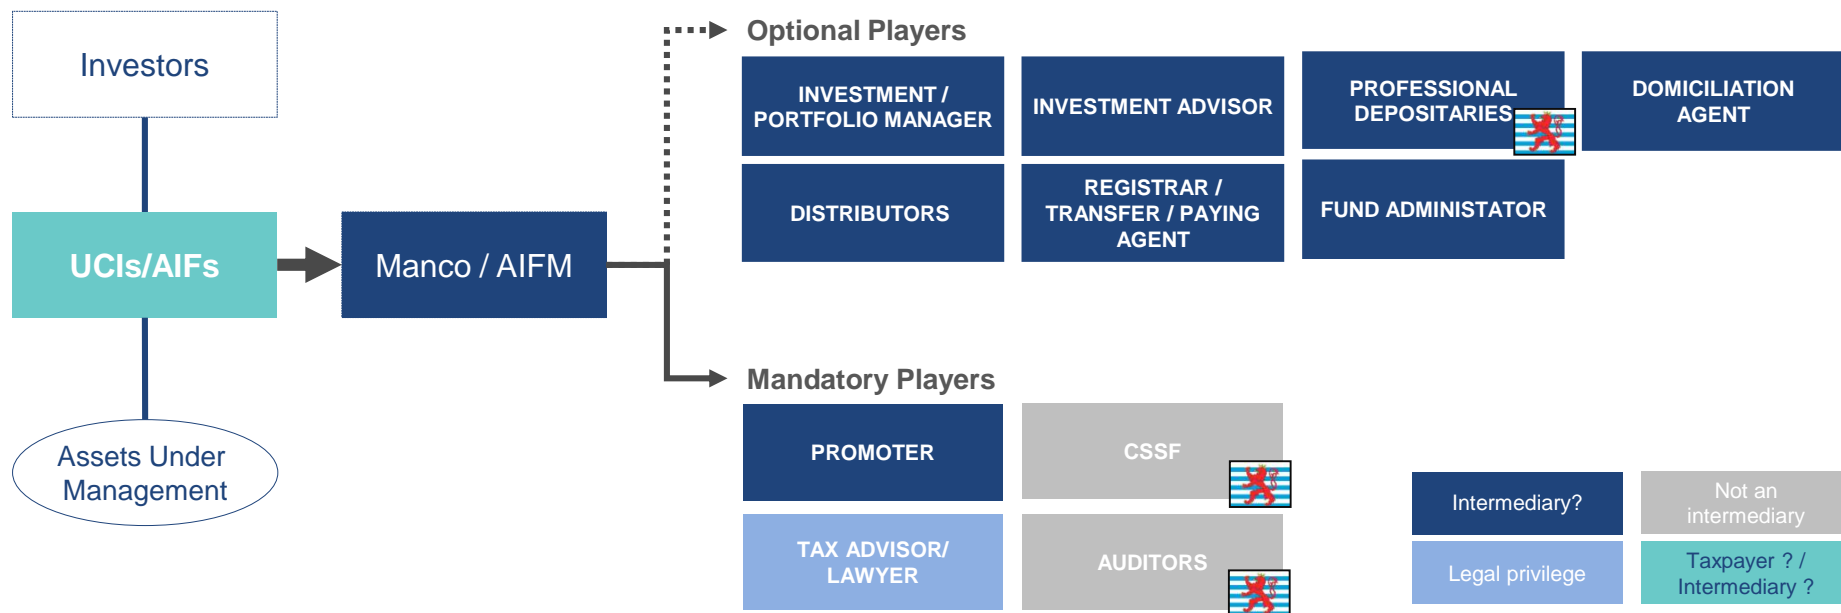 Investors
UCIs/AIFs
Assets Under
Management
Manco / AIFM
Optional Players
INVESTMENT /
PORTFOLIO MANAGER
INVESTMENT ADVISOR
PROFESSIONAL
DEPOSITARIES
DOMICILIATION
AGENT
DISTRIBUTORS
REGISTRAR /
TRANSFER / PAYING
AGENT
FUND ADMINISTATOR
Mandatory Players
PROMOTER
CSSF
TAX ADVISOR/
LAWYER
AUDITORS
Intermediary?
Not an
intermediary
Legal privilege
Taxpayer ? /
Intermediary ?